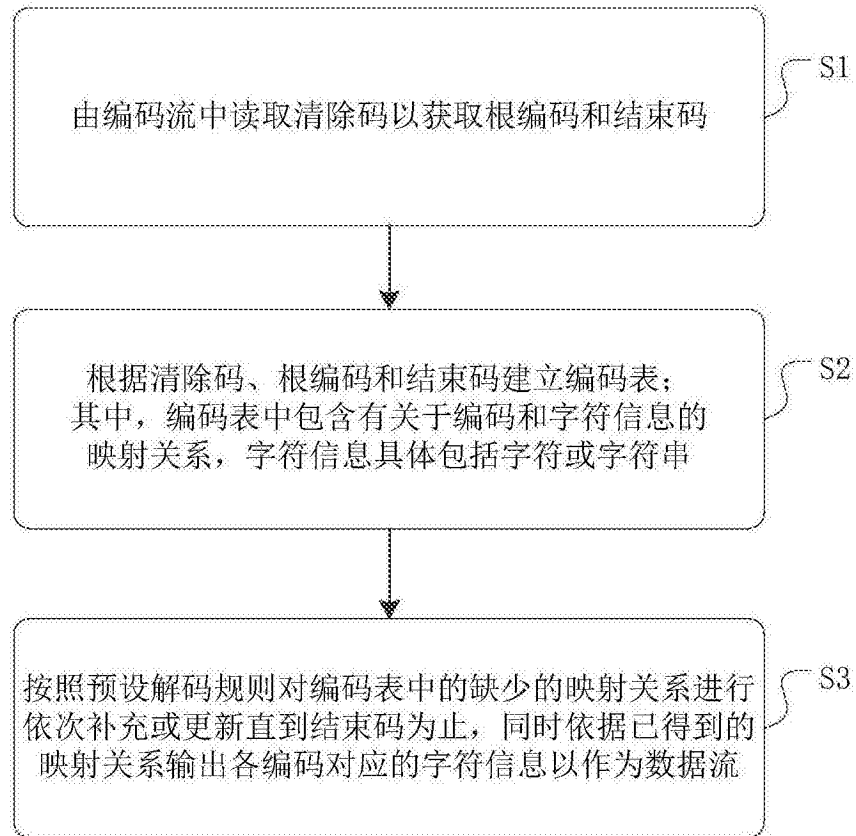 S1
由编码流中读取清除码以获取根编码和结束码
S2
根据清除码、根编码和结束码建立编码表；
其中，编码表中包含有关于编码和字符信息的
映射关系，字符信息具体包括字符或字符串
S3
按照预设解码规则对编码表中的缺少的映射关系进行
依次补充或更新直到结束码为止，同时依据已得到的
映射关系输出各编码对应的字符信息以作为数据流